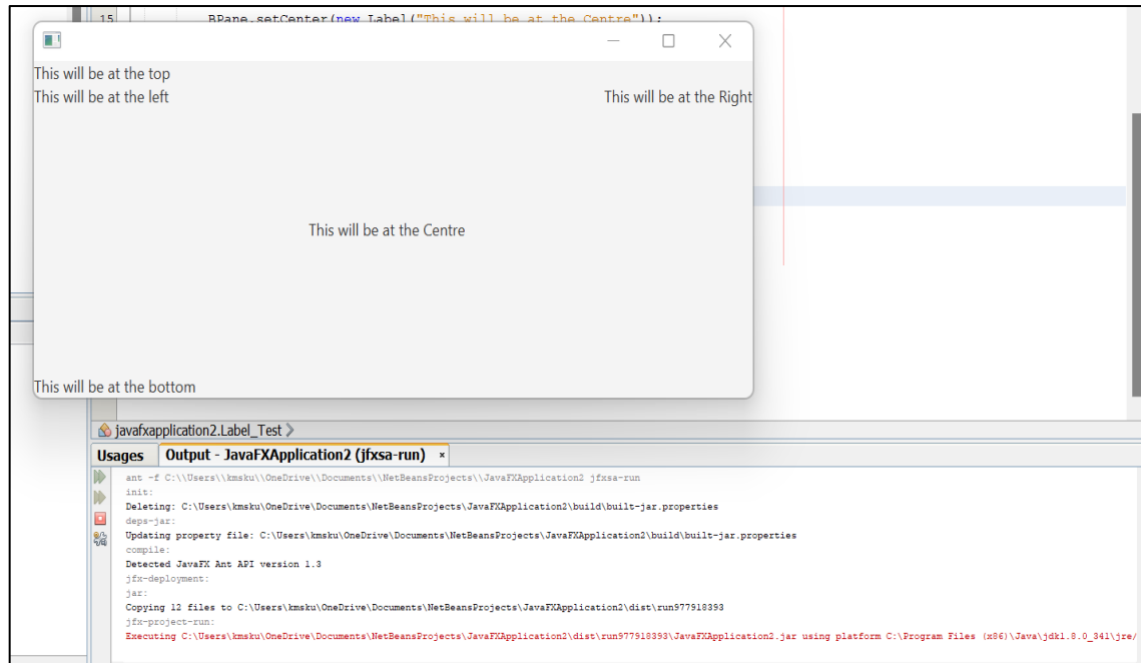 15 BPane.setCenter(new Label("This will be at the Centre"));
This will be at the top
This will be at the left This will be at the Right
This will be at the Centre
This will be at the bottom
javafxapplication2.Label_Test
Usages Output - JavaFXApplication2 (jfxsa-run) ×
ant -f C:\\Users\\kmsku\\OneDrive\\Documents\\NetBeansProjects\\JavaFXApplication2 jfxsa-run
init:
Deleting: C:\Users\kmsku\OneDrive\Documents\NetBeansProjects\JavaFXApplication2\build\built-jar.properties
deps-jar:
Updating property file: C:\Users\kmsku\OneDrive\Documents\NetBeansProjects\JavaFXApplication2\build\built-jar.properties
compile:
Detected JavaFX Ant API version 1.3
jfx-deployment:
jar:
Copying 12 files to C:\Users\kmsku\OneDrive\Documents\NetBeansProjects\JavaFXApplication2\dist\run977918393
jfx-project-run:
Executing C:\Users\kmsku\OneDrive\Documents\NetBeansProjects\JavaFXApplication2\dist\run977918393\JavaFXApplication2.jar using platform C:\Program Files (x86)\Java\jdk1.8.0_341\jre/